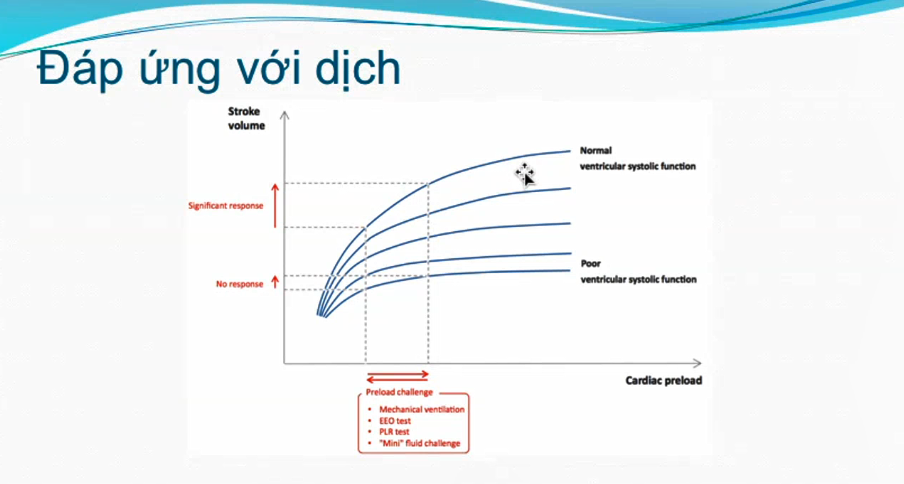 Đáp ứng với dịch
Stroke
volume
Normal
ventricular systolic function
Significant response
No response
Poor
ventricular systolic function
Cardiac preload
Preload challenge
• Mechanical ventilation
• EEO test
• PLR test
• "Mini" fluid challenge